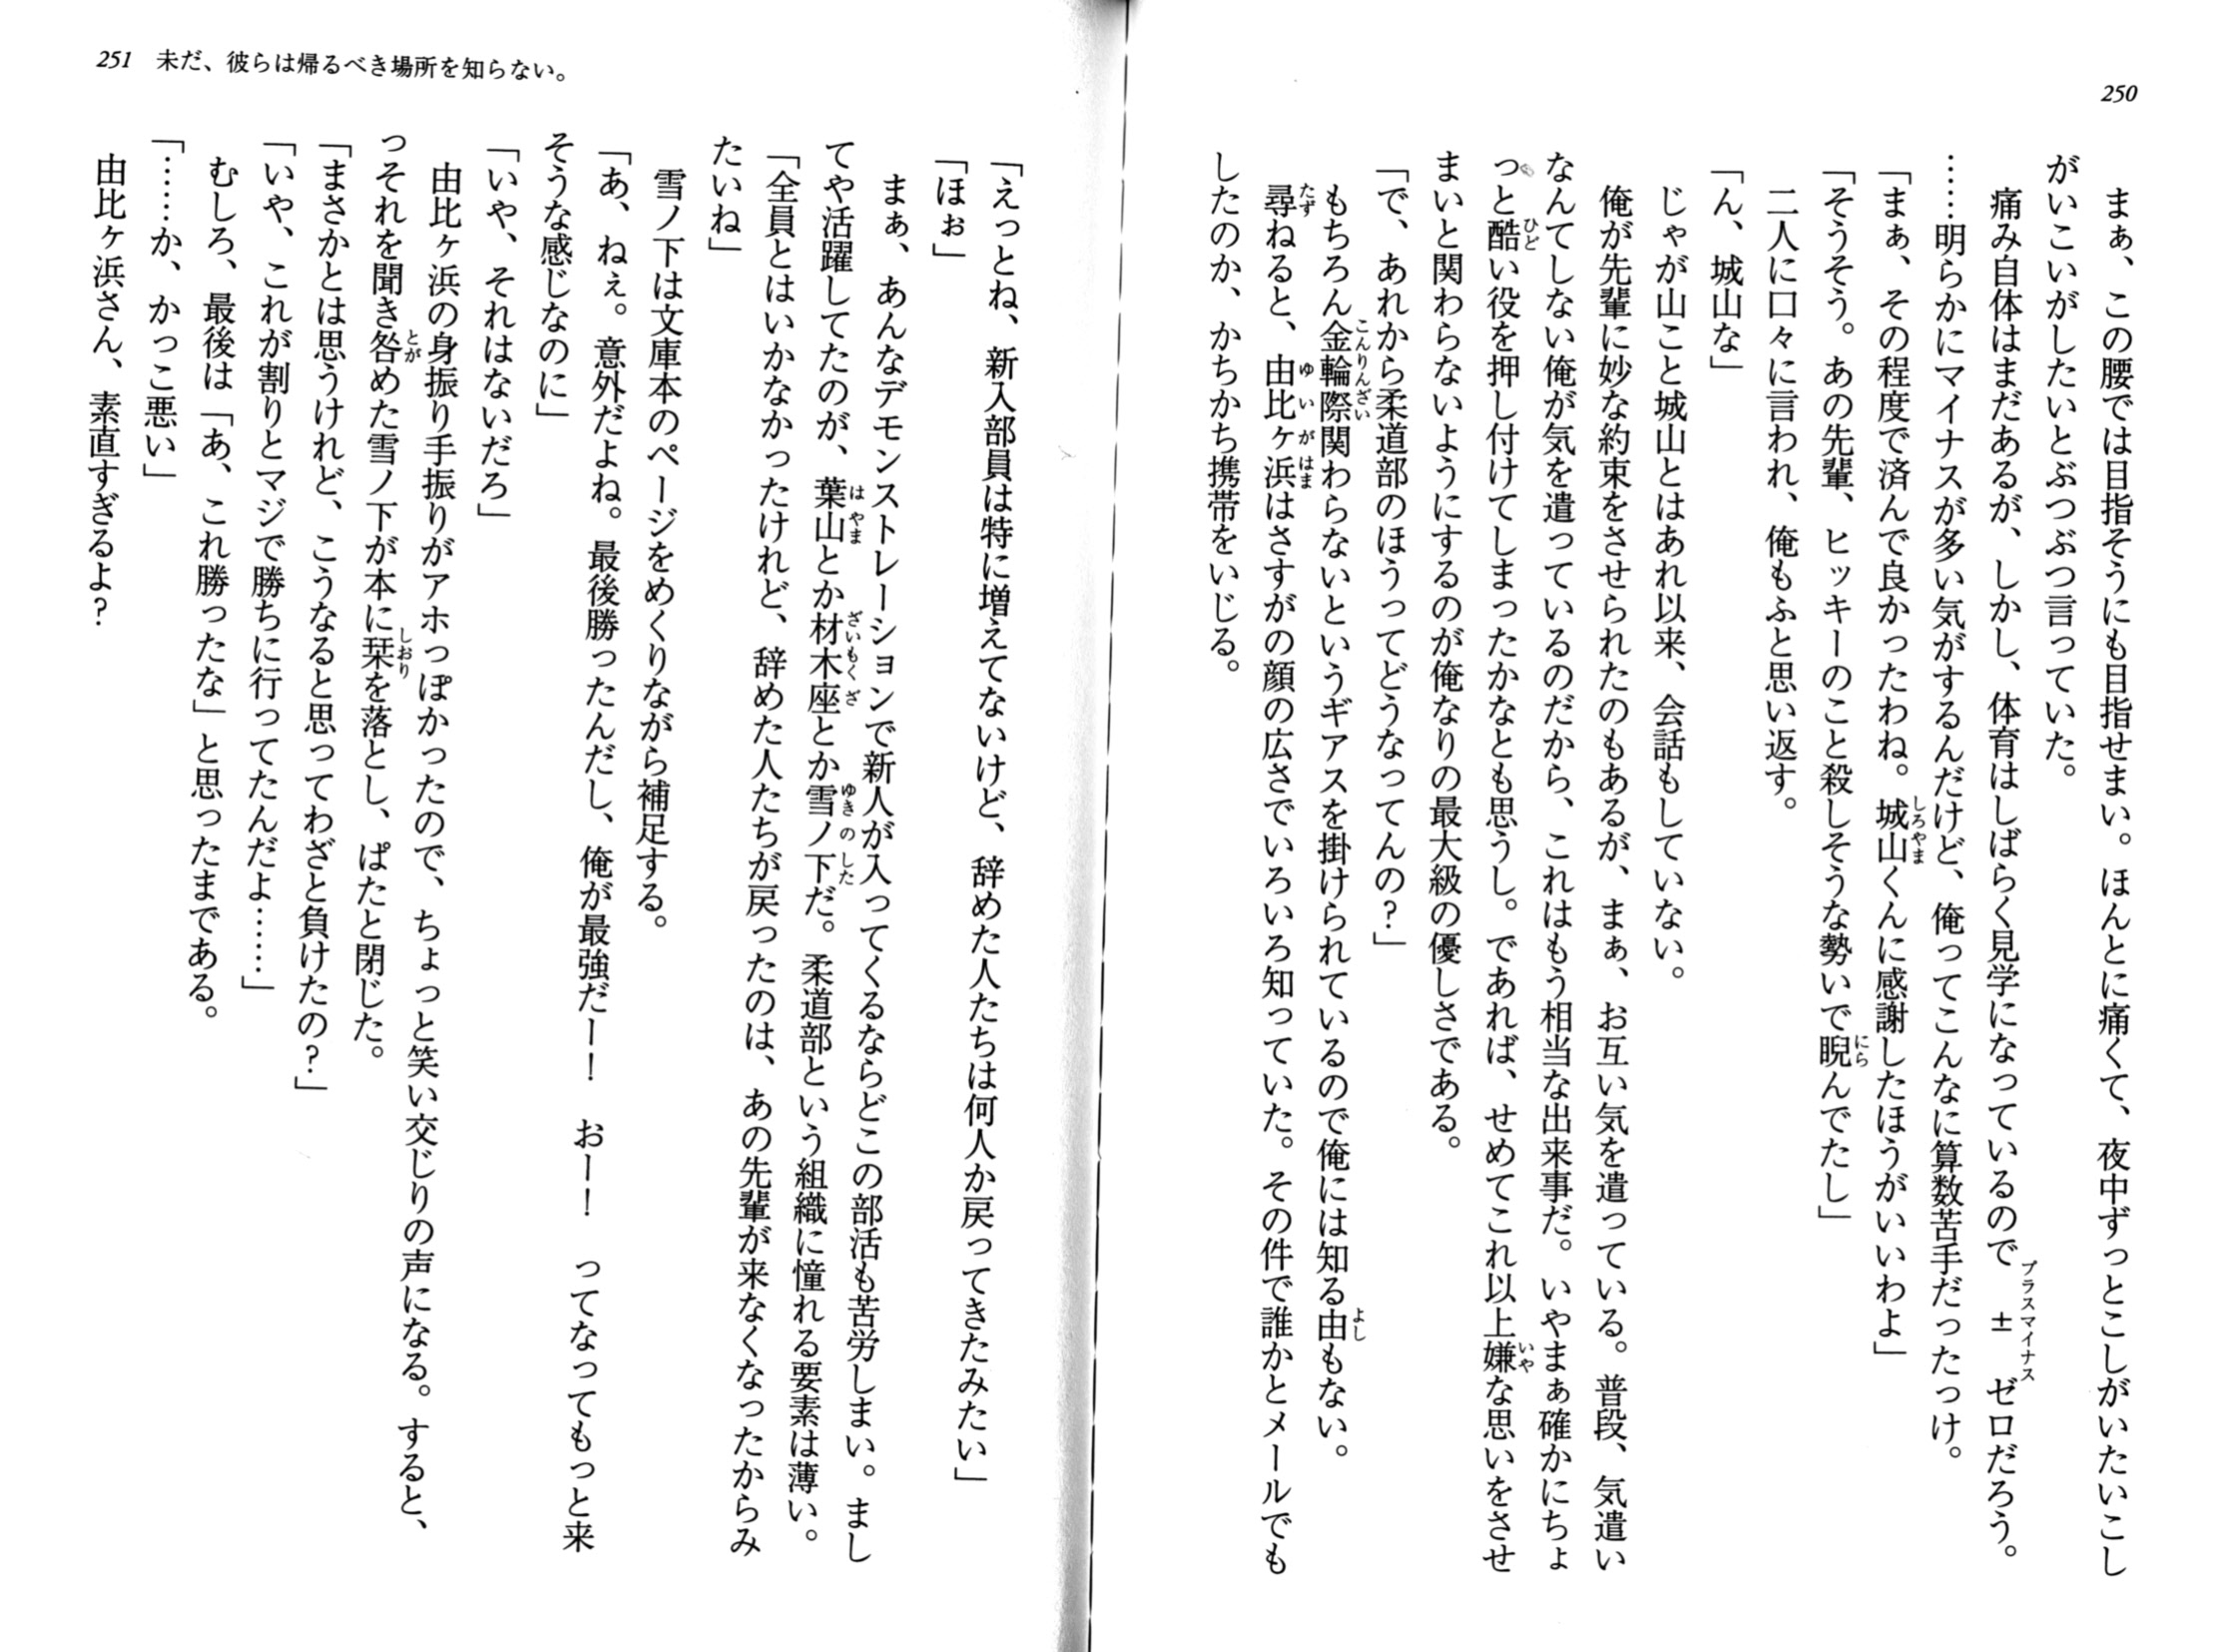 250
まぁ、この腰では目指そうにも目指せまい。ほんとに痛くて、夜中ずっとこしがいたいこし
がいこいがしたいとぶつぶつ言っていた。
痛み自体はまだあるが、しかし、体育はしばらく見学になっているので　±　ゼロだろう。
……明らかにマイナスが多い気がするんだけど、俺ってこんなに算数苦手だったっけ。
「まぁ、その程度で済んで良かったわね。城山くんに感謝したほうがいいわよ」
「そうそう。あの先輩、ヒッキーのこと殺しそうな勢いで睨んでたし」
二人に口々に言われ、俺もふと思い返す。
「ん、城山な」
じゃが山こと城山とはあれ以来、会話もしていない。
俺が先輩に妙な約束をさせられたのもあるが、まぁ、お互い気を遣っている。普段、気遣い
なんてしない俺が気を遣っているのだから、これはもう相当な出来事だ。いやまぁ確かにちょ
っと酷い役を押し付けてしまったかなとも思うし。であれば、せめてこれ以上嫌な思いをさせ
まいと関わらないようにするのが俺なりの最大級の優しさである。
「で、あれから柔道部のほうってどうなってんの?」
もちろん金輪際関わらないというギアスを掛けられているので俺には知る由もない。
尋ねると、由比ヶ浜はさすがの顔の広さでいろいろ知っていた。その件で誰かとメールでも
したのか、かちかち携帯をいじる。
251　未だ、彼らは帰るべき場所を知らない。
「えっとね、新入部員は特に増えてないけど、辞めた人たちは何人か戻ってきたみたい」
「ほぉ」
まぁ、あんなデモンストレーションで新人が入ってくるならどこの部活も苦労しまい。まし
てや活躍してたのが、葉山とか材木座とか雪ノ下だ。柔道部という組織に憧れる要素は薄い。
「全員とはいかなかったけれど、辞めた人たちが戻ったのは、あの先輩が来なくなったからみ
たいね」
雪ノ下は文庫本のページをめくりながら補足する。
「あ、ねぇ。意外だよね。最後勝ったんだし、俺が最強だー!　おー!　ってなってもっと来
そうな感じなのに」
「いや、それはないだろ」
由比ヶ浜の身振り手振りがアホっぽかったので、ちょっと笑い交じりの声になる。すると、
っそれを聞き咎めた雪ノ下が本に栞を落とし、ぱたと閉じた。
「まさかとは思うけれど、こうなると思ってわざと負けたの?」
「いや、これが割りとマジで勝ちに行ってたんだよ……」
むしろ、最後は「あ、これ勝ったな」と思ったまである。
「……か、かっこ悪い」
由比ヶ浜さん、素直すぎるよ?